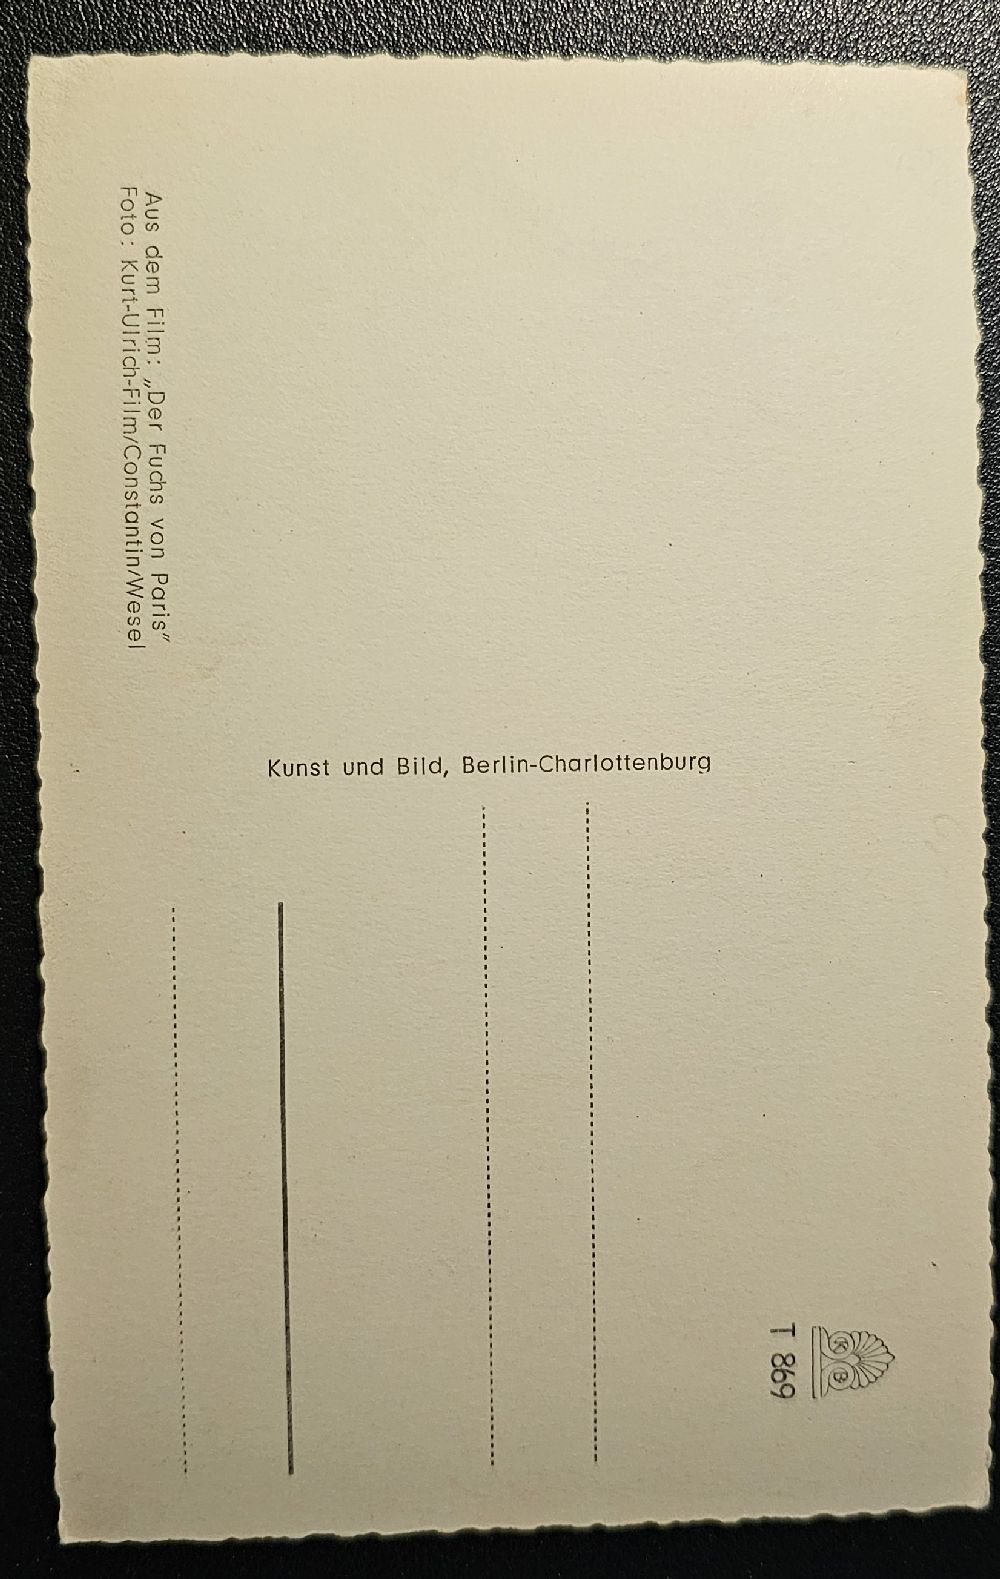 Aus dem Film: „Der Fuchs von Paris”
Foto: Kurt-Ulrich-Film/Constantin/Wesel
Kunst und Bild, Berlin-Charlottenburg
K B
T 869